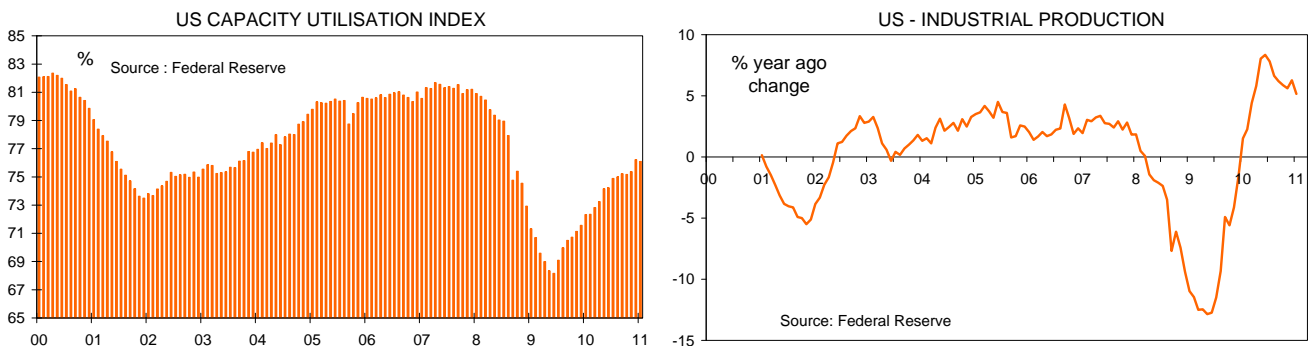 US CAPACITY UTILISATION INDEX
85
83
81
79
77
75
73
71
69
67
65
%
Source : Federal Reserve
00 01 02 03 04 05 06 07 08 09 10 11
US - INDUSTRIAL PRODUCTION
10
5
0
-5
-10
-15
% year ago
change
00 01 02 03 04 05 06 07 08 9 10 11
Source: Federal Reserve